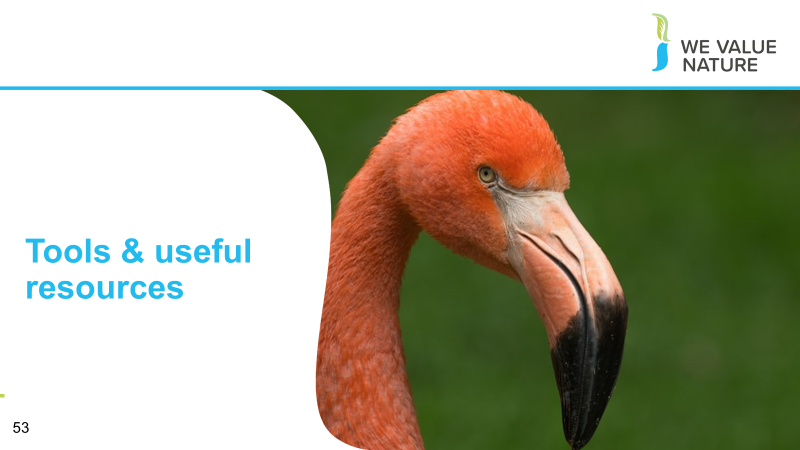 WE VALUE
NATURE
Tools & useful
resources
53